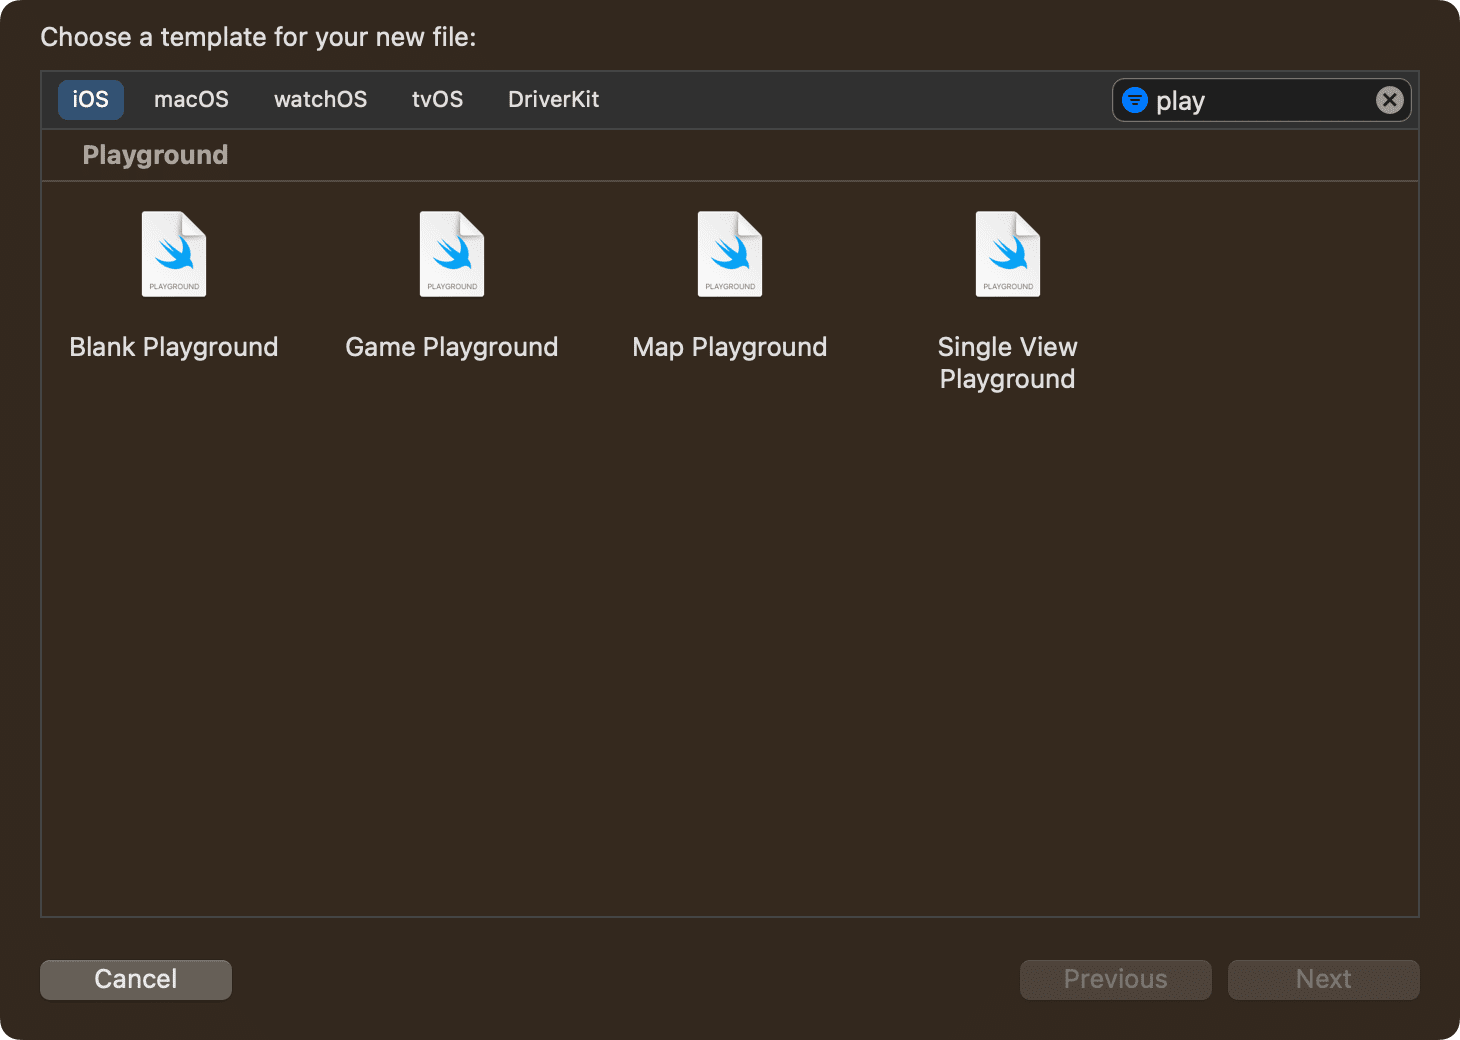 Choose a template for your new file:
iOS macOS watchOS tvOS DriverKit play
Playground
PLAYGROUND PLAYGROUND PLAYGROUND PLAYGROUND
Blank Playground Game Playground Map Playground Single View
Playground
Cancel Previous Next